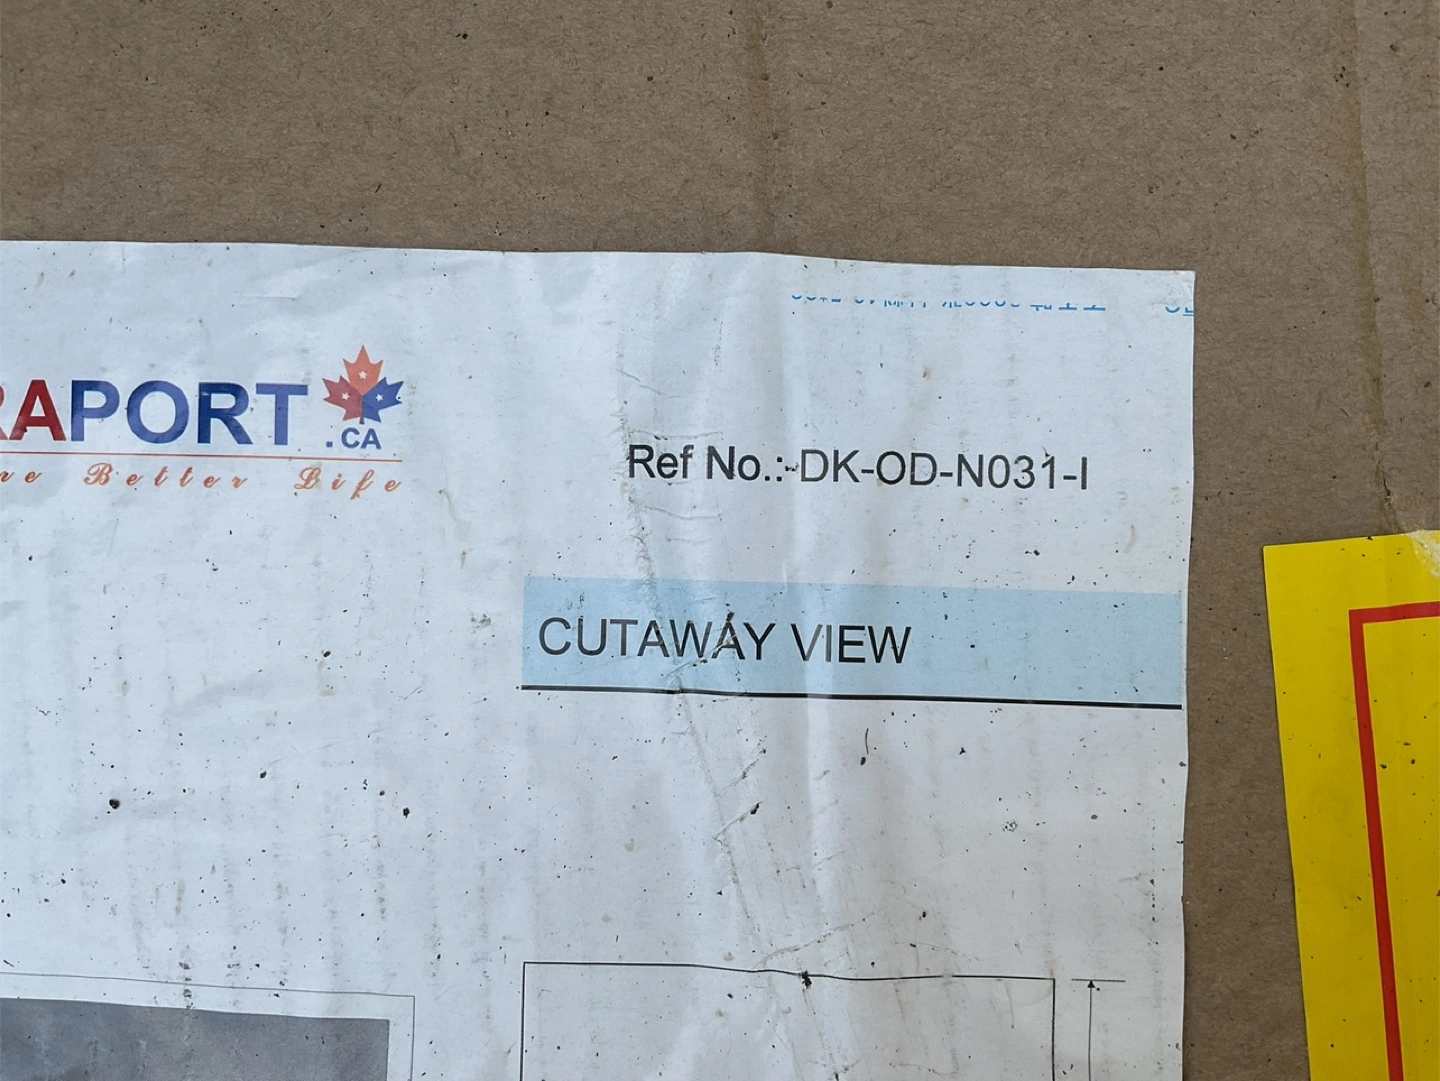 RAPORT
.CA
Better Life
Ref No.: DK-OD-N031-I
CUTAWAY VIEW